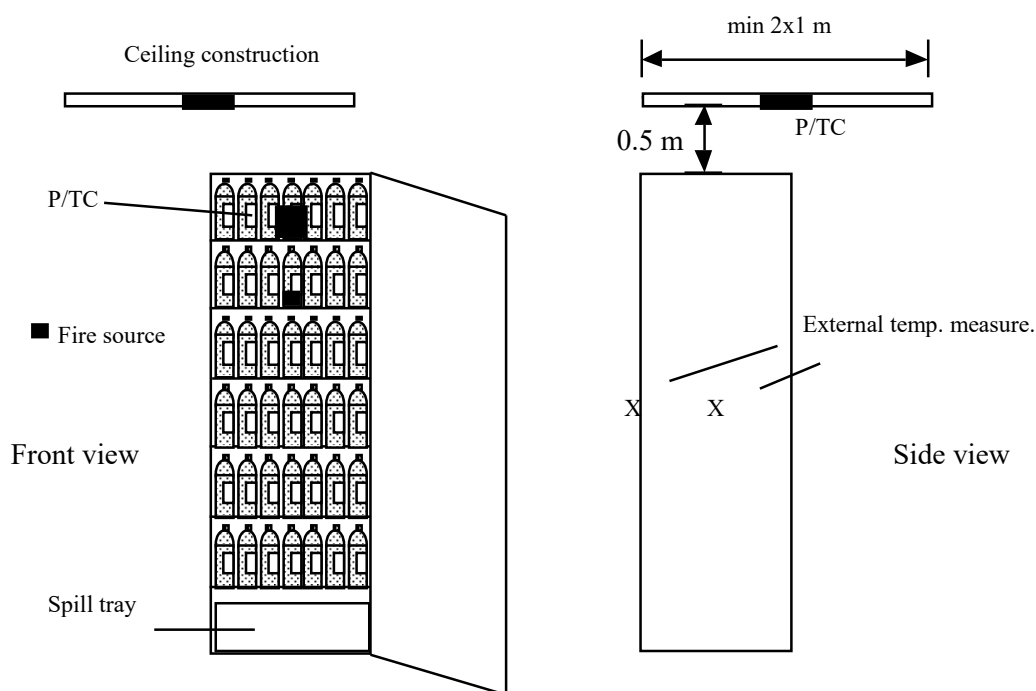 min 2x1 m
Ceiling construction
P/TC
0.5 m
P/TC
Fire source
External temp. measure.
X X
Front view
Side view
Spill tray